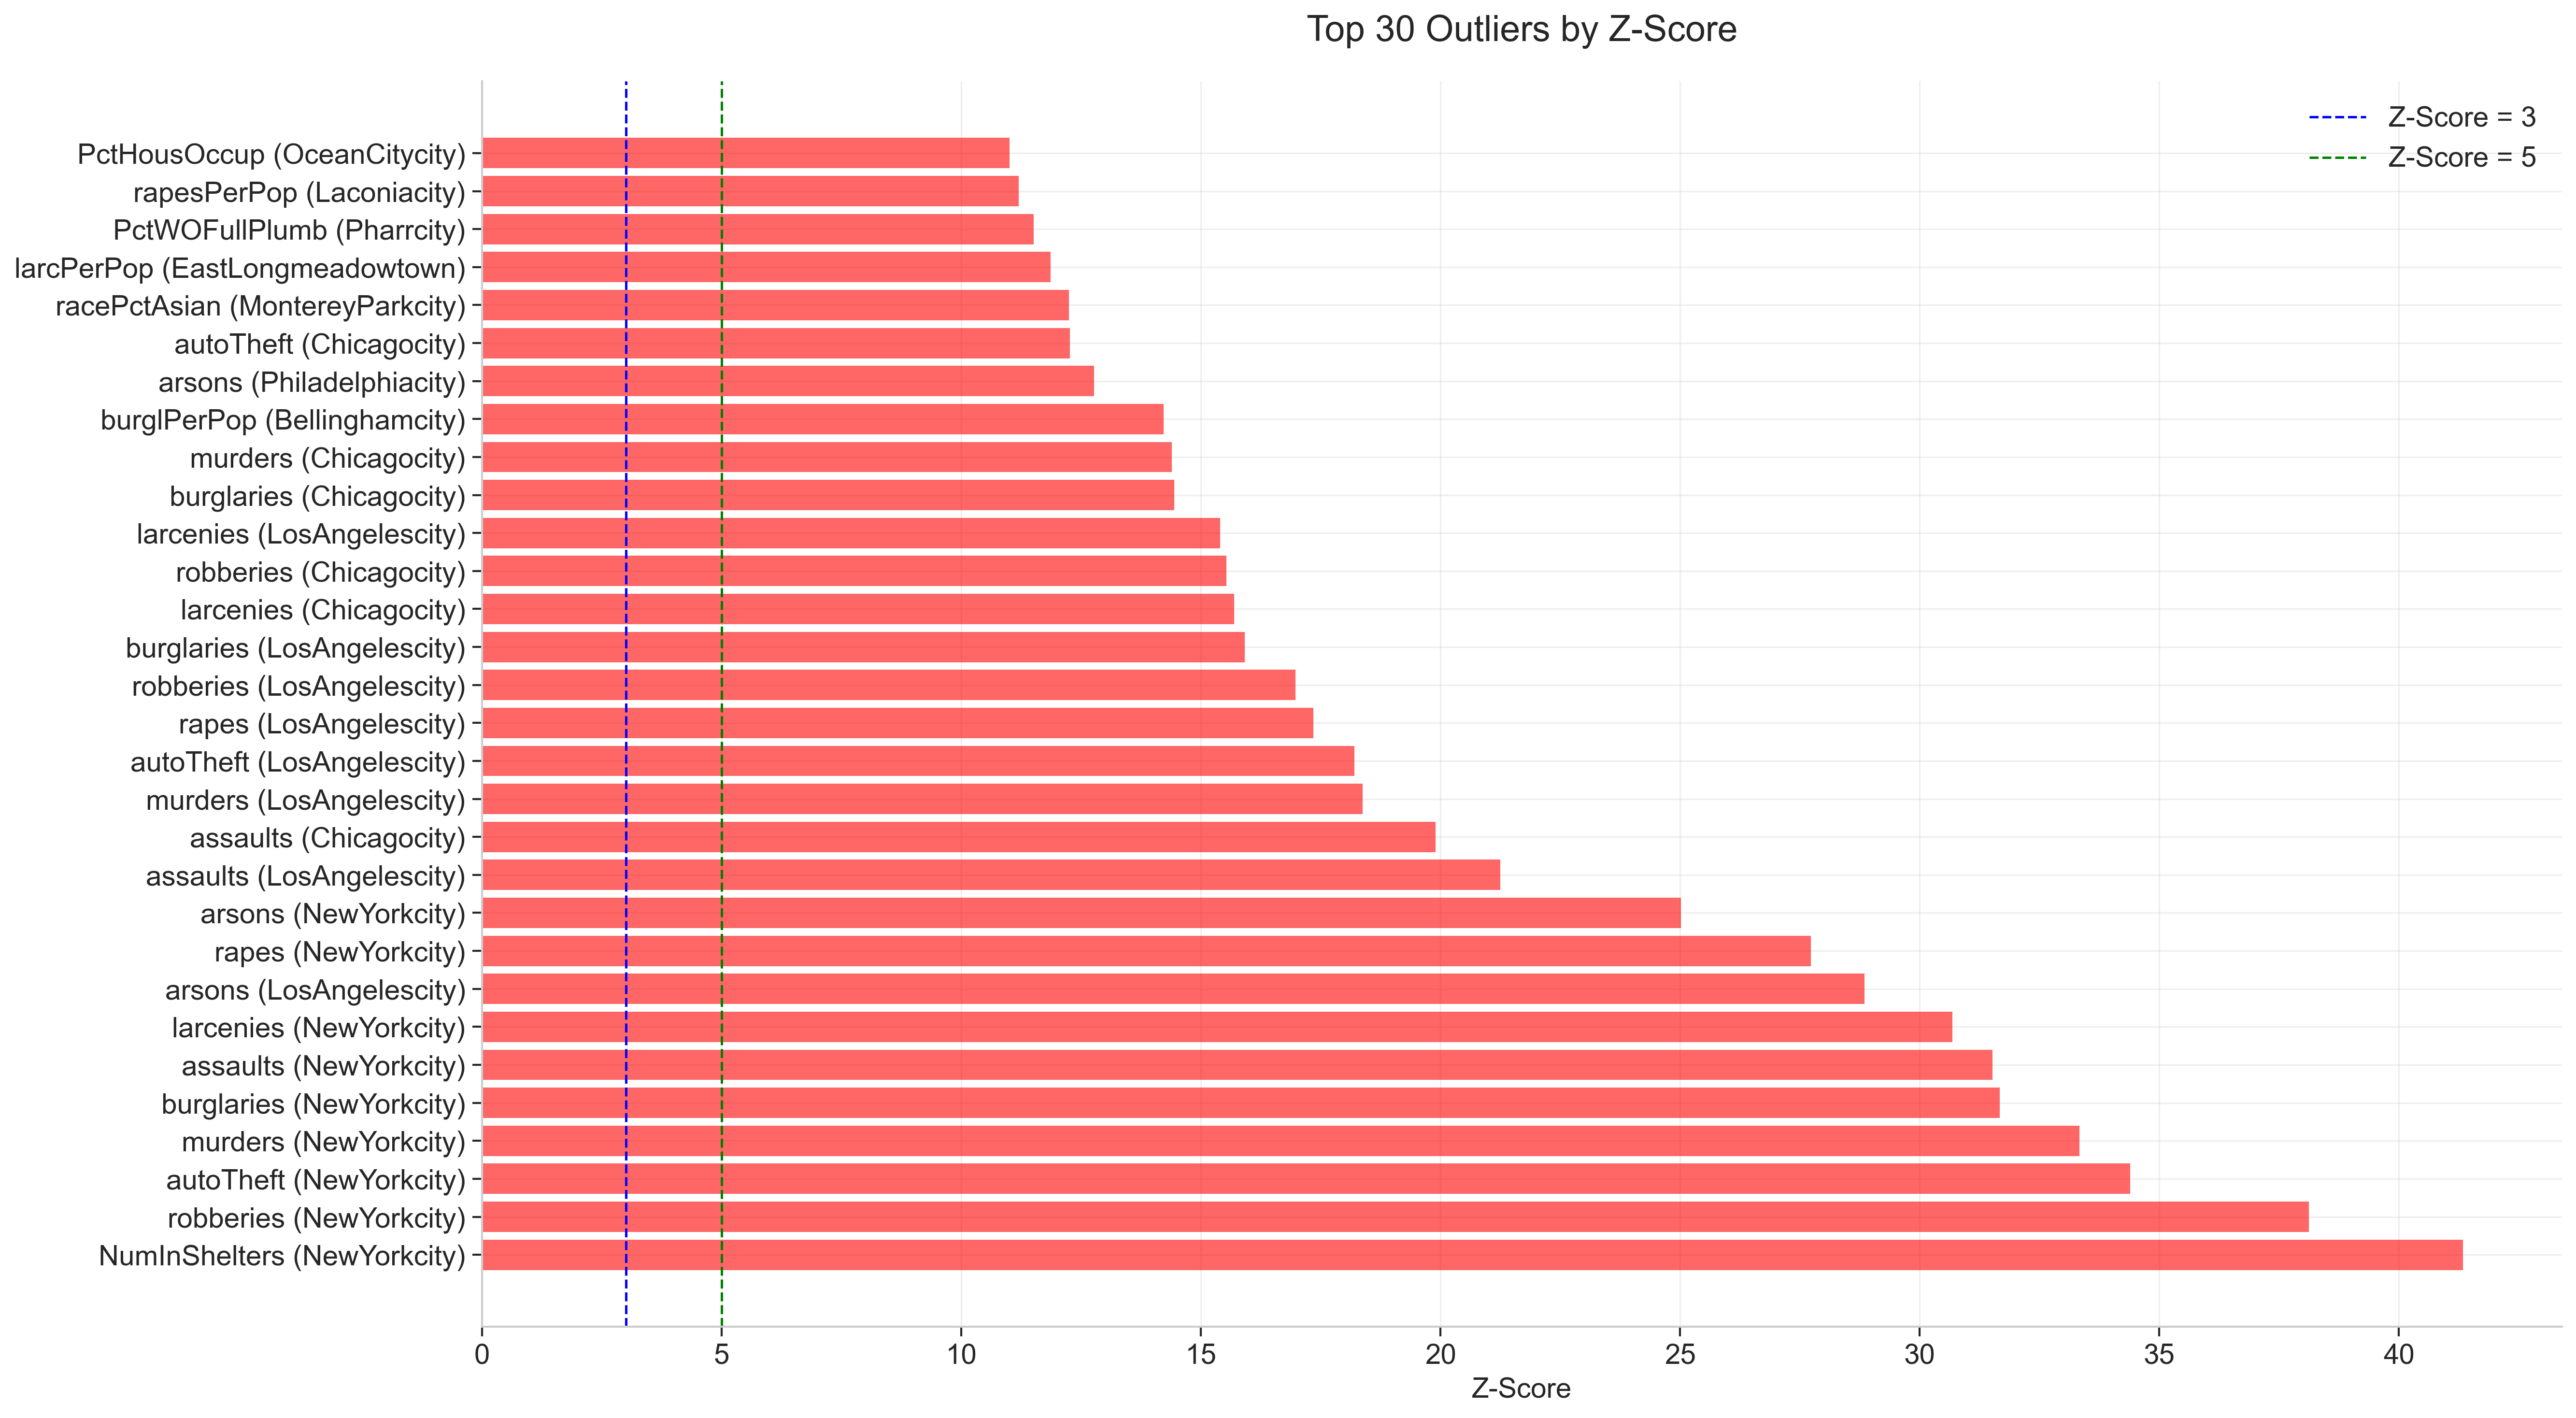 Top 30 Outliers by Z-Score
Z-Score = 3
Z-Score = 5
PctHousOccup (OceanCitycity)
rapesPerPop (Laconiacity)
PctWOFullPlumb (Pharrcity)
larcPerPop (EastLongmeadowtown)
racePctAsian (MontereyParkcity)
autoTheft (Chicagocity)
arsons (Philadelphiacity)
burglPerPop (Bellinghamcity)
murders (Chicagocity)
burglaries (Chicagocity)
larcenies (LosAngelescity)
robberies (Chicagocity)
larcenies (Chicagocity)
burglaries (LosAngelescity)
robberies (LosAngelescity)
rapes (LosAngelescity)
autoTheft (LosAngelescity)
murders (LosAngelescity)
assaults (Chicagocity)
assaults (LosAngelescity)
arsons (NewYorkcity)
rapes (NewYorkcity)
arsons (LosAngelescity)
larcenies (NewYorkcity)
assaults (NewYorkcity)
burglaries (NewYorkcity)
murders (NewYorkcity)
autoTheft (NewYorkcity)
robberies (NewYorkcity)
NumInShelters (NewYorkcity)
0 5 10 15 20 25 30 35 40
Z-Score